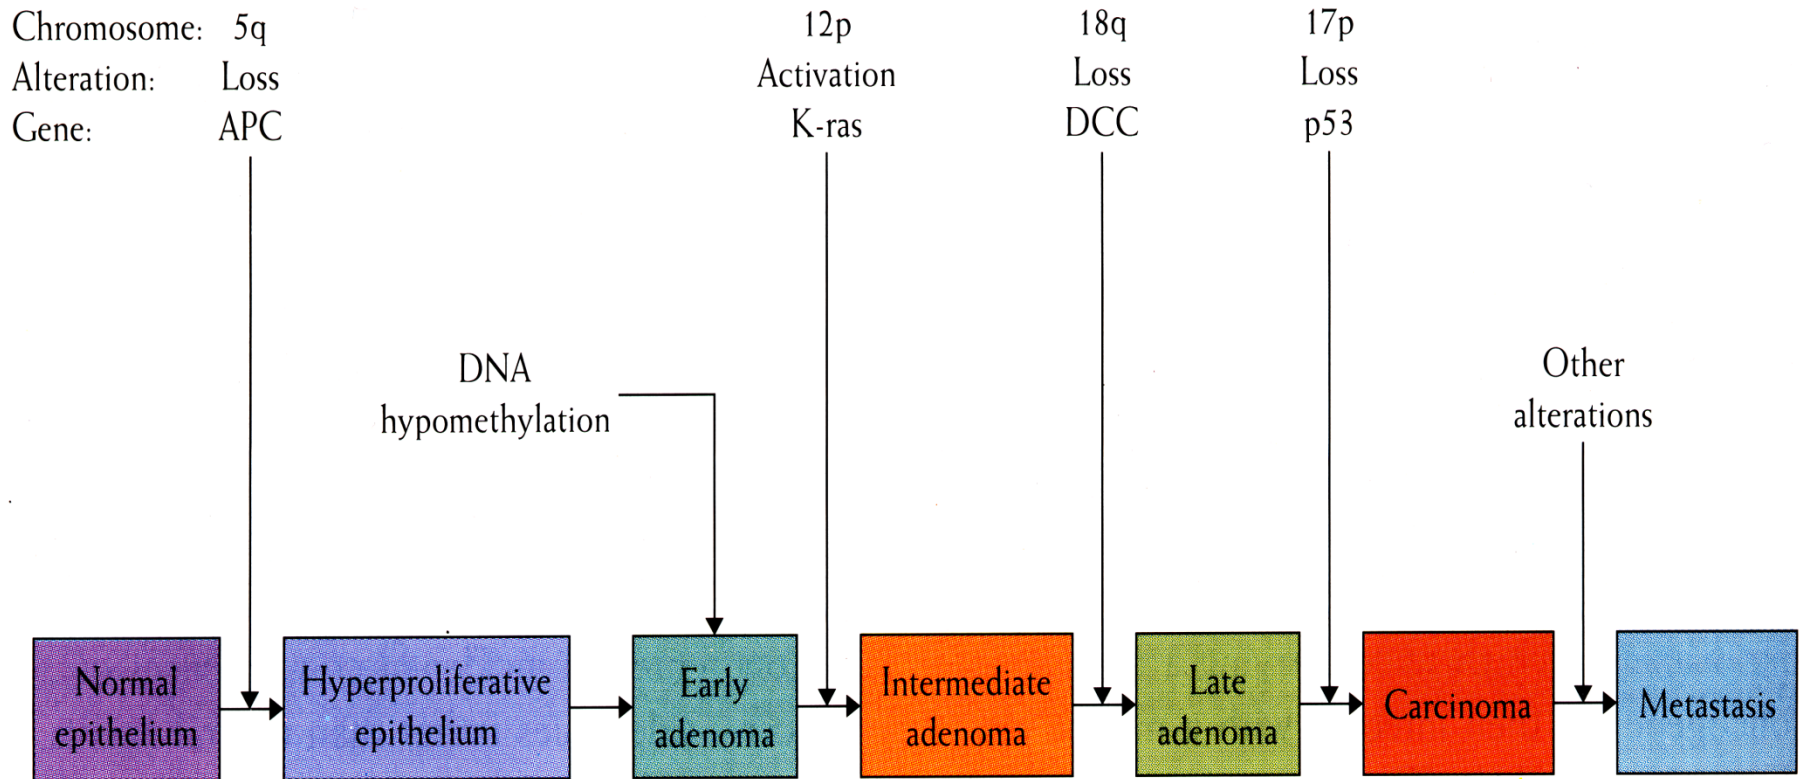 Chromosome: 5q 12p 18q 17p
Alteration: Loss Activation Loss Loss
Gene: APC K-ras DCC p53
DNA
hypomethylation
Other
alterations
Normal
epithelium
Hyperproliferative
epithelium
Early
adenoma
Intermediate
adenoma
Late
adenoma
Carcinoma
Metastasis